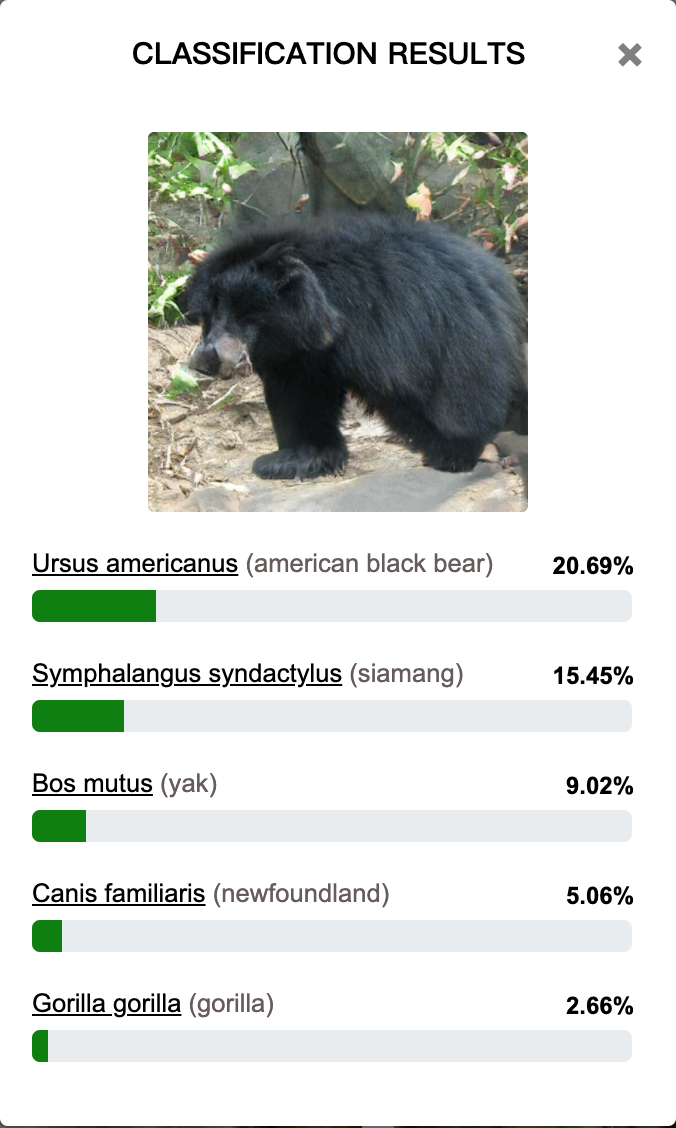 CLASSIFICATION RESULTS
Ursus americanus (american black bear) 20.69%
Symphalangus syndactylus (siamang) 15.45%
Bos mutus (yak) 9.02%
Canis familiaris (newfoundland) 5.06%
Gorilla gorilla (gorilla) 2.66%